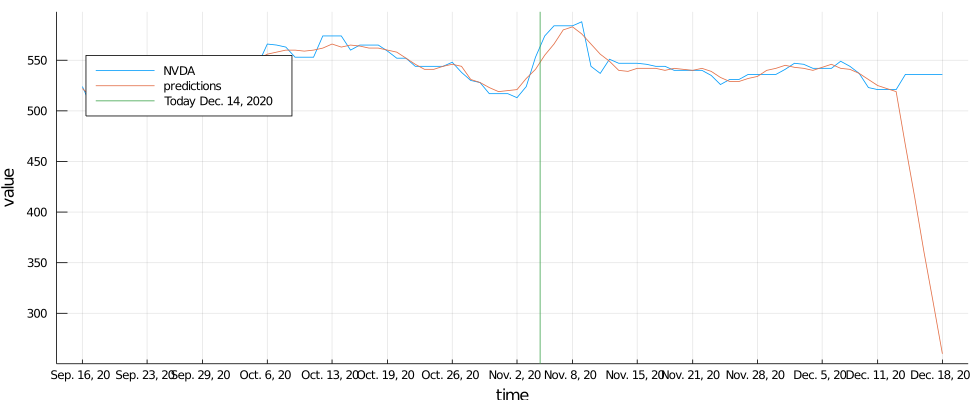 550
500
450
400
350
300
value
NVDA
predictions
Today Dec. 14, 2020
Sep. 16, 20 Sep. 23, 20 Sep. 29, 20 Oct. 6, 20 Oct. 13, 20 Oct. 19, 20 Oct. 26, 20 Nov. 2, 20 Nov. 8, 20 Nov. 15, 20 Nov. 21, 20 Nov. 28, 20 Dec. 5, 20 Dec. 11, 20 Dec. 18, 20
time